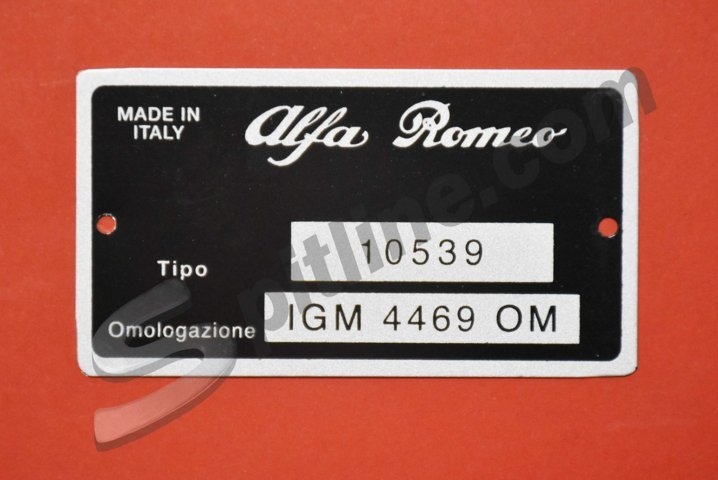 MADE IN
ITALY
Alfa Romeo
Tipo 10539
Omologazione IGM 4469 OM
Spitline.com